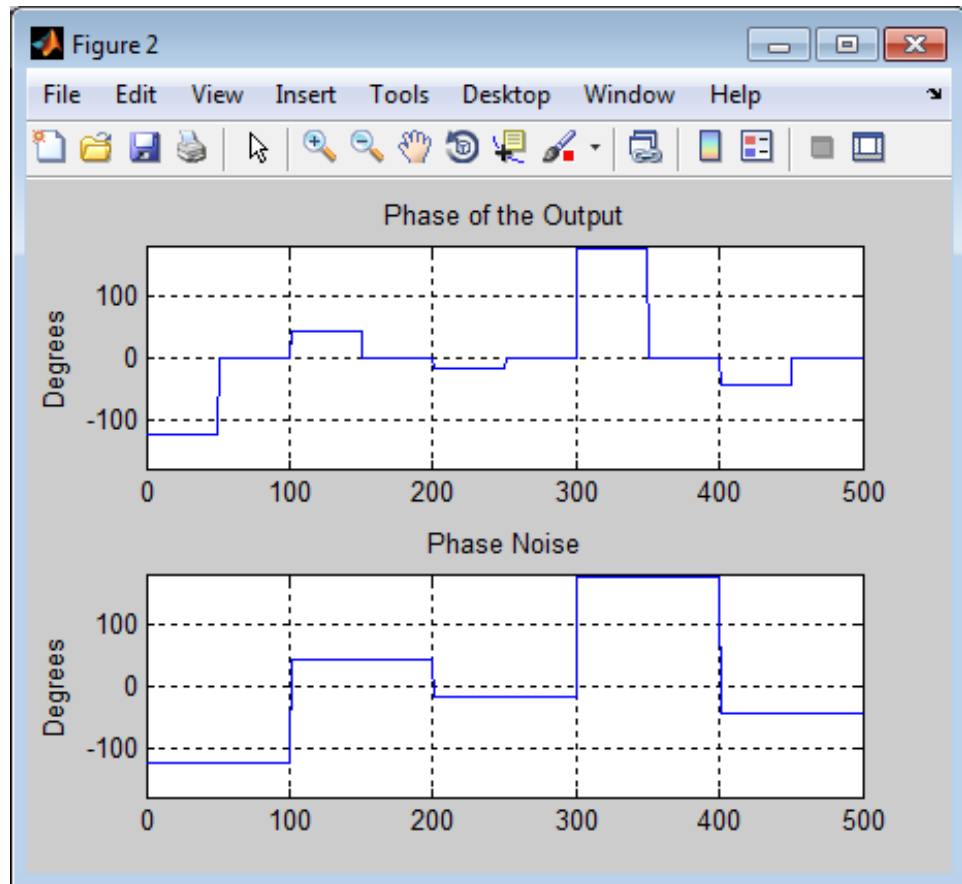 Figure 2
File Edit View Insert Tools Desktop Window Help
Phase of the Output
Degrees
100
0
-100
0 100 200 300 400 500
Phase Noise
Degrees
100
0
-100
0 100 200 300 400 500